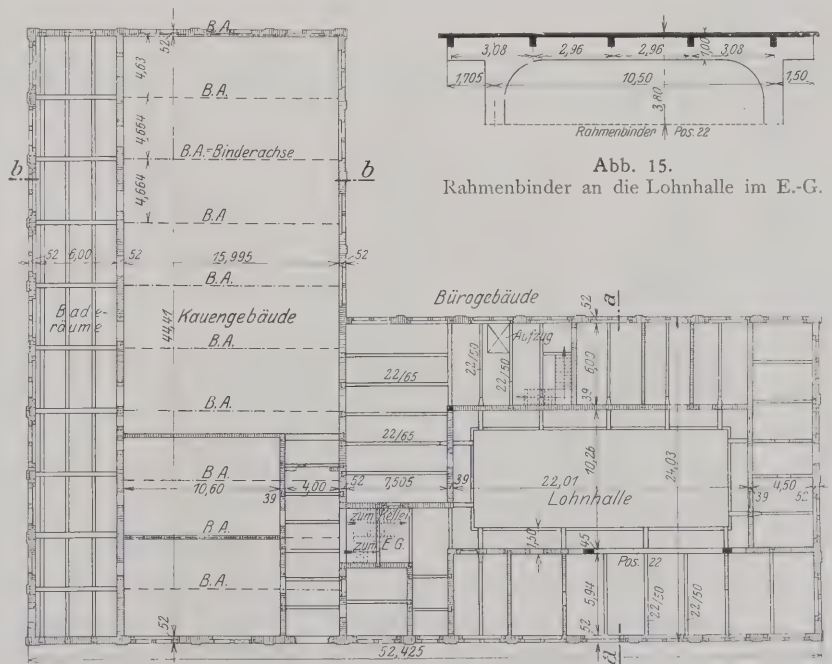 B.A.
52
4,63
B.A.
4,664
B.A.=Binderachse
b
b
4,664
B.A
52
6,00
52
15,995
52
B.A.
Bade-
räume
Kauengebäude
44,41
B.A.
B.A.
B.A
10,60
39
4,00
52
7,505
39
B.A.
B.A.
52
52,425
Bürogebäude
52
a
Aufzug
22/50
22/50
6,00
39
22/65
22/65
10,26
24,03
22,01
Lohnhalle
4,50
39
52
zum Keller
zum E.G.
1,50
45
Pos. 22
5,94
22/50
22/50
52
a
3,08
2,96
2,96
3,08
1,00
1,705
10,50
1,50
3,80
Rahmenbinder Pos. 22
Abb. 15.
Rahmenbinder an die Lohnhalle im E.-G.